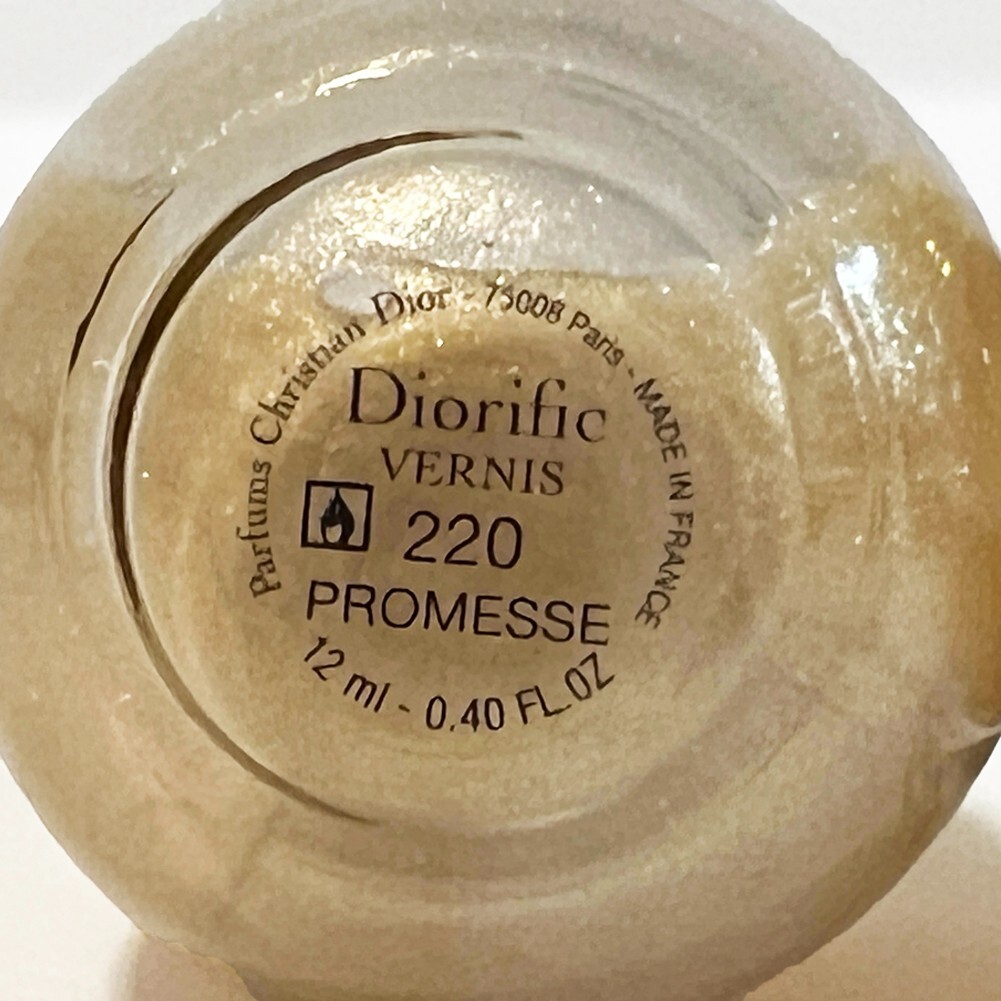 Parfums Christian Dior - 75008 Paris - MADE IN FRANCE
Diorific
VERNIS
220
PROMESSE
12 ml - 0.40 FL.OZ